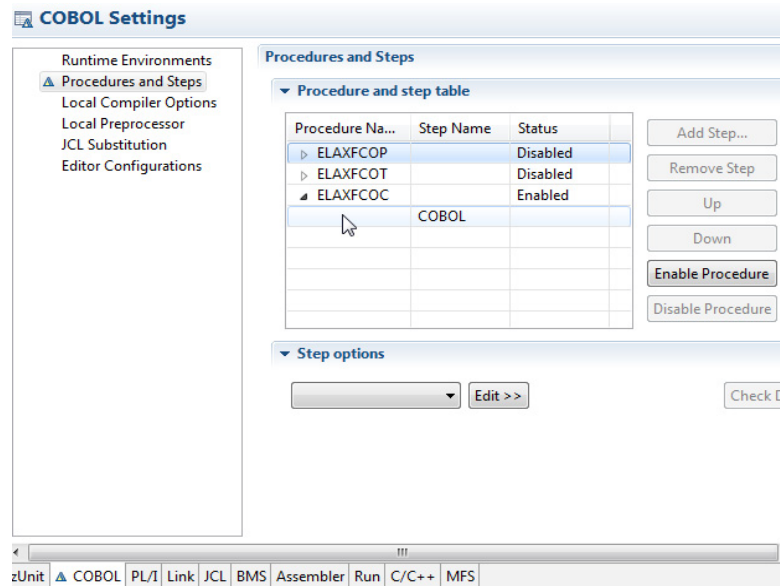 COBOL Settings
Runtime Environments
Procedures and Steps
Local Compiler Options
Local Preprocessor
JCL Substitution
Editor Configurations
Procedures and Steps
Procedure and step table
Procedure Na... Step Name Status
ELAXFCOP Disabled
ELAXFCOT Disabled
ELAXFCOC Enabled
COBOL
Add Step...
Remove Step
Up
Down
Enable Procedure
Disable Procedure
Step options
Edit >>
Check D
zUnit COBOL PL/I Link JCL BMS Assembler Run C/C++ MFS